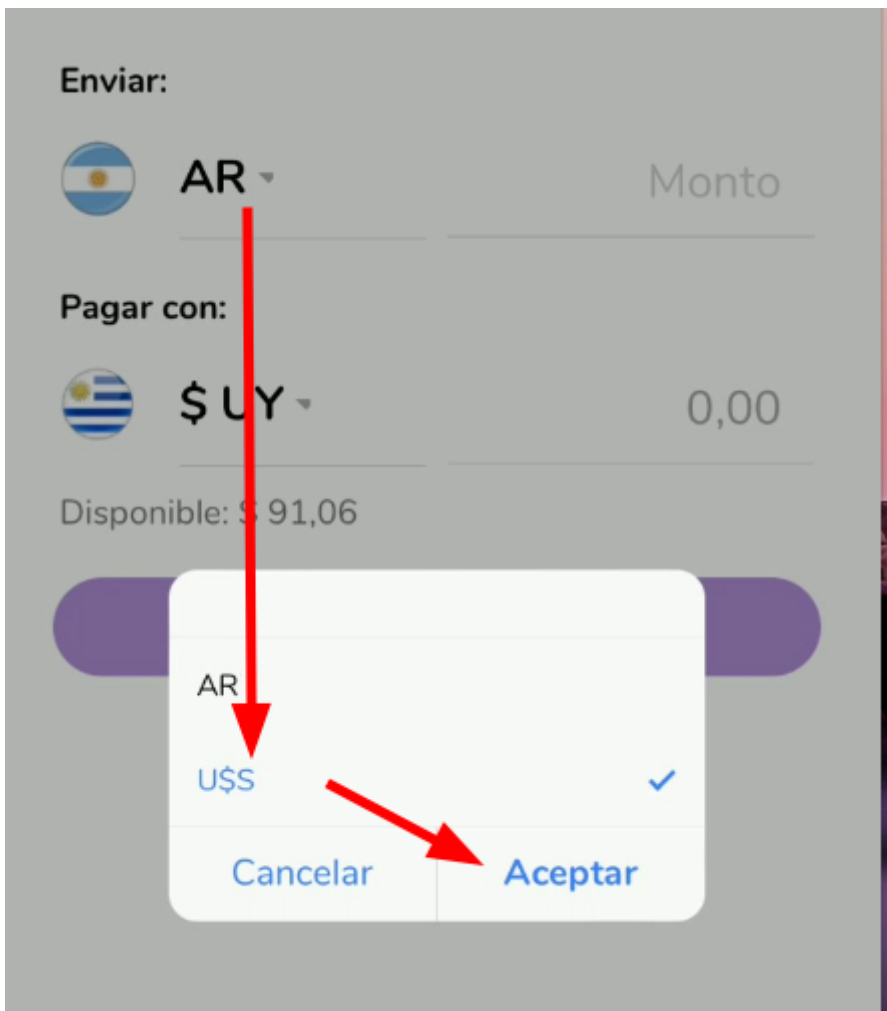 Enviar:
AR
Monto
Pagar con:
$ UY
0,00
Disponible: $ 91,06
AR
U$S
Cancelar
Aceptar